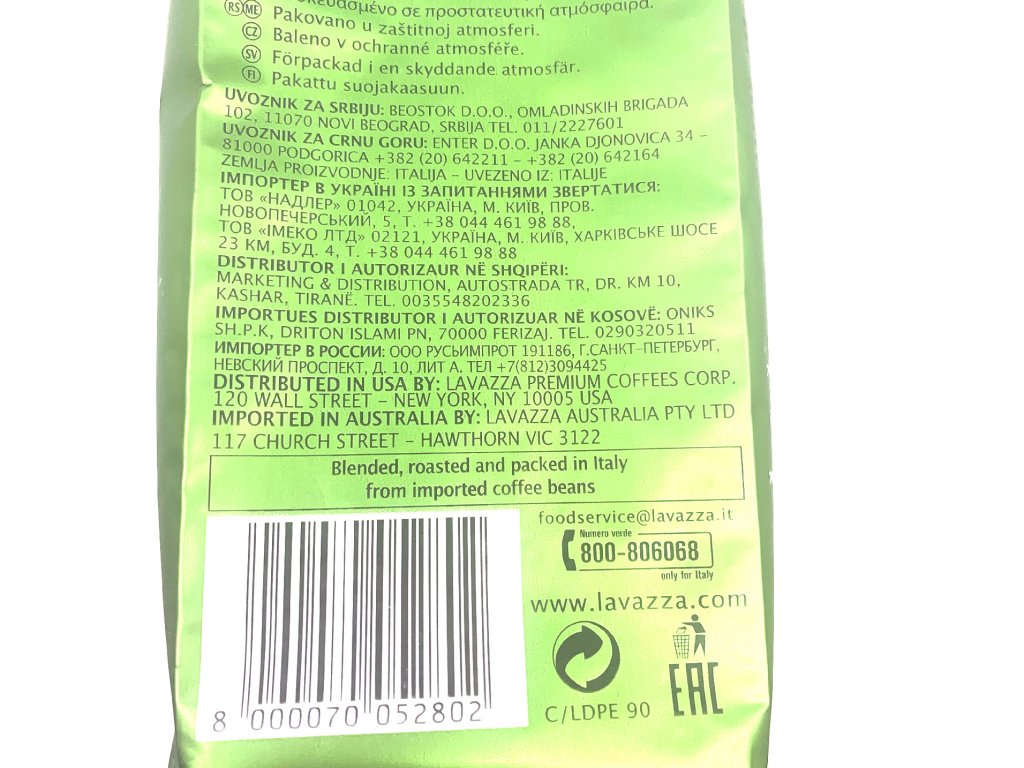 σε προστατευτική ατμόσφαιρα.
RS ME Pakovano u zaštitnoj atmosferi.
CZ Baleno v ochranné atmosféře.
SV Förpackad i en skyddande atmosfär.
FI Pakattu suojakaasuun.
UVOZNIK ZA SRBIJU: BEOSTOK D.O.O., OMLADINSKIH BRIGADA
102, 11070 NOVI BEOGRAD, SRBIJA TEL. 011/2227601
UVOZNIK ZA CRNU GORU: ENTER D.O.O. JANKA DJONOVICA 34 –
81000 PODGORICA +382 (20) 642211 – +382 (20) 642164
ZEMLJA PROIZVODNJE: ITALIJA – UVEZENO IZ: ITALIJE
ІМПОРТЕР В УКРАЇНІ ІЗ ЗАПИТАННЯМИ ЗВЕРТАТИСЯ:
ТОВ «НАДЛЕР» 01042, УКРАЇНА, М. КИЇВ, ПРОВ.
НОВОПЕЧЕРСЬКИЙ, 5, Т. +38 044 461 98 88,
ТОВ «ІМЕКО ЛТД» 02121, УКРАЇНА, М. КИЇВ, ХАРКІВСЬКЕ ШОСЕ
23 КМ, БУД. 4, Т. +38 044 461 98 88
DISTRIBUTOR I AUTORIZAUR NË SHQIPËRI:
MARKETING & DISTRIBUTION, AUTOSTRADA TR, DR. KM 10,
KASHAR, TIRANË. TEL. 0035548202336
IMPORTUES DISTRIBUTOR I AUTORIZUAR NË KOSOVË: ONIKS
SH.P.K, DRITON ISLAMI PN, 70000 FERIZAJ. TEL. 0290320511
ИМПОРТЕР В РОССИИ: ООО РУСЬИМПРОТ 191186, Г.САНКТ-ПЕТЕРБУРГ,
НЕВСКИЙ ПРОСПЕКТ, Д. 10, ЛИТ А. ТЕЛ +7(812)3094425
DISTRIBUTED IN USA BY: LAVAZZA PREMIUM COFFEES CORP.
120 WALL STREET – NEW YORK, NY 10005 USA
IMPORTED IN AUSTRALIA BY: LAVAZZA AUSTRALIA PTY LTD
117 CHURCH STREET – HAWTHORN VIC 3122
Blended, roasted and packed in Italy
from imported coffee beans
foodservice@lavazza.it
Numero verde
800-806068
only for Italy
www.lavazza.com
EAC
C/LDPE 90
8 000070 052802